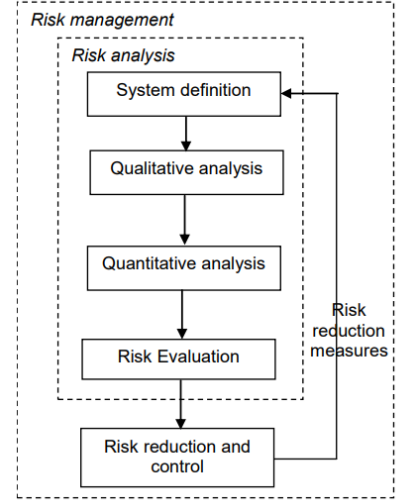 Risk management
Risk analysis
System definition
Qualitative analysis
Quantitative analysis
Risk
reduction
measures
Risk Evaluation
Risk reduction and
control